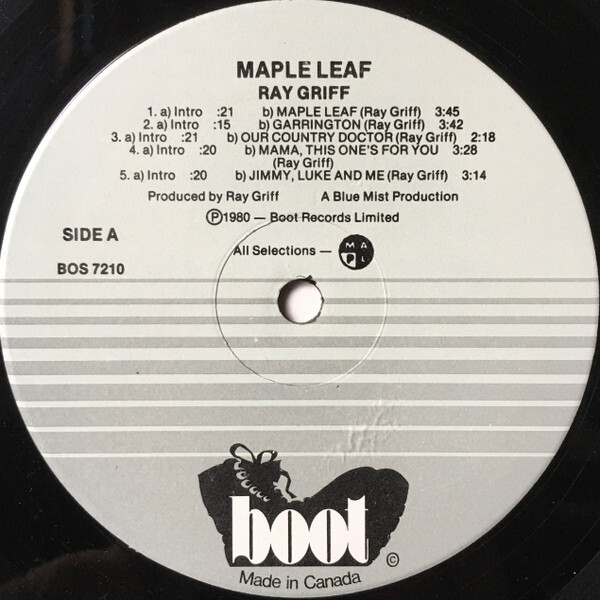 MAPLE LEAF
RAY GRIFF
1. a) Intro :21 b) MAPLE LEAF (Ray Griff) 3:45
2. a) Intro :15 b) GARRINGTON (Ray Griff) 3:42
3. a) Intro :21 b) OUR COUNTRY DOCTOR (Ray Griff) 2:18
4. a) Intro :20 b) MAMA, THIS ONE'S FOR YOU 3:28
(Ray Griff)
5. a) Intro :20 b) JIMMY, LUKE AND ME (Ray Griff) 3:14
Produced by Ray Griff A Blue Mist Production
℗1980 — Boot Records Limited
SIDE A
All Selections — MAPL
BOS 7210
boot ©
Made in Canada